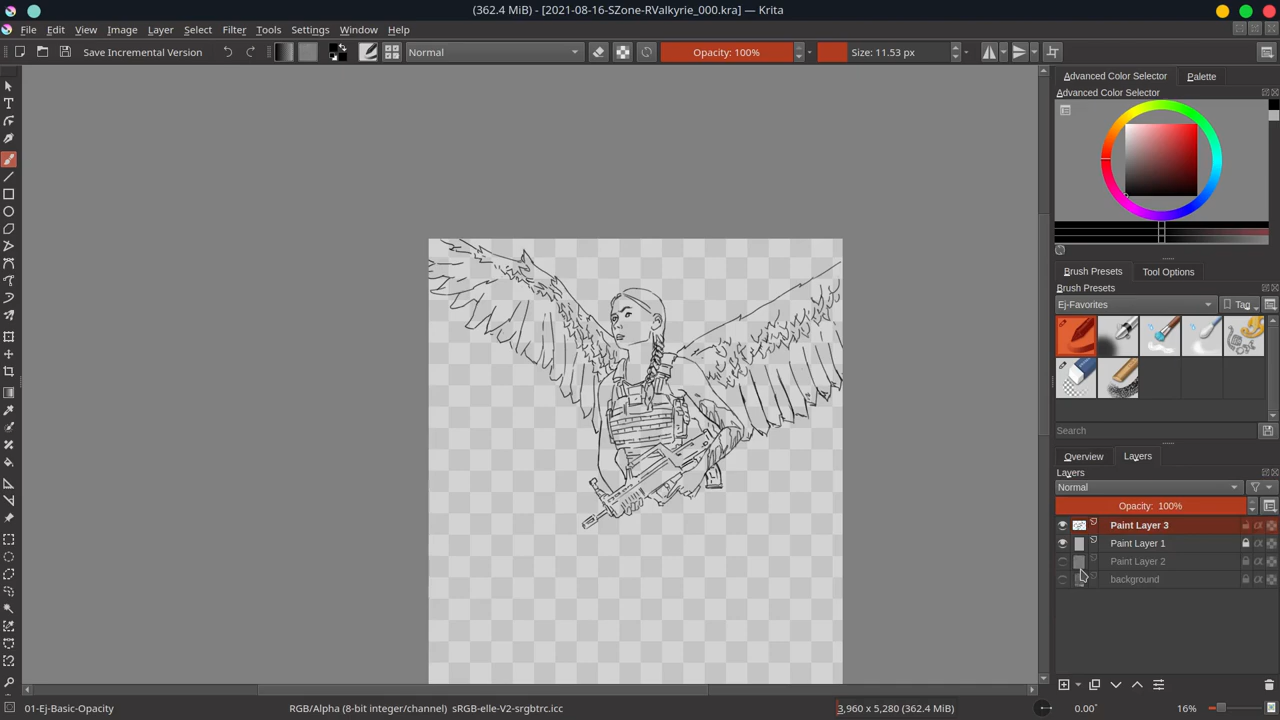 (362.4 MiB) - [2021-08-16-SZone-RValkyrie_000.kra] — Krita
File Edit View Image Layer Select Filter Tools Settings Window Help
Save Incremental Version Normal Opacity: 100% Size: 11.53 px
Advanced Color Selector Palette
Advanced Color Selector
Brush Presets Tool Options
Brush Presets
Ej-Favorites Tag
Search
Overview Layers
Layers
Normal
Opacity: 100%
Paint Layer 3
Paint Layer 1
Paint Layer 2
background
01-Ej-Basic-Opacity RGB/Alpha (8-bit integer/channel) sRGB-elle-V2-srgbtrc.icc 3,960 x 5,280 (362.4 MiB) 0.00° 16%